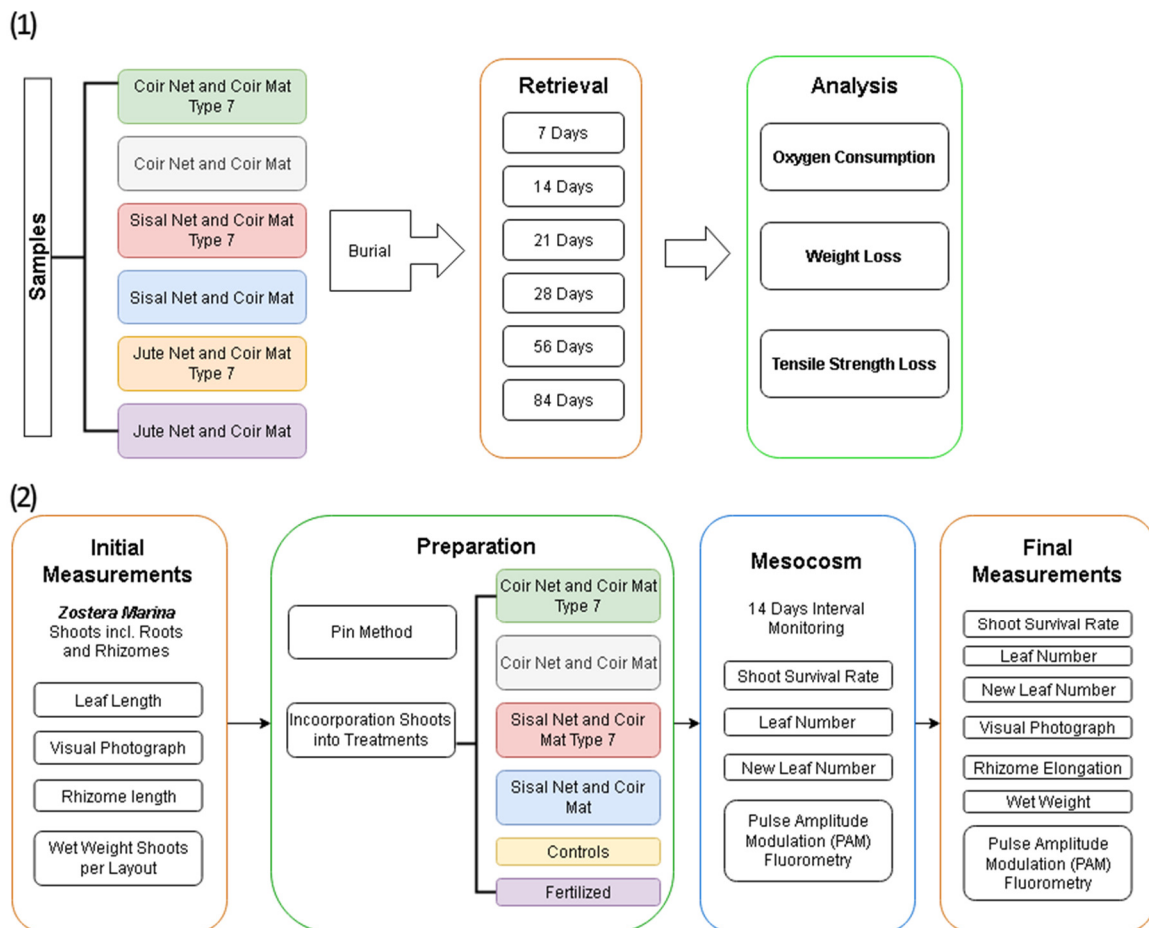 (1)
Samples
Coir Net and Coir Mat
Type 7
Coir Net and Coir Mat
Sisal Net and Coir Mat
Type 7
Sisal Net and Coir Mat
Jute Net and Coir Mat
Type 7
Jute Net and Coir Mat
Burial
Retrieval
7 Days
14 Days
21 Days
28 Days
56 Days
84 Days
Analysis
Oxygen Consumption
Weight Loss
Tensile Strength Loss
(2)
Initial
Measurements
Zostera Marina
Shoots incl. Roots
and Rhizomes
Leaf Length
Visual Photograph
Rhizome length
Wet Weight Shoots
per Layout
Preparation
Pin Method
Incoorporation Shoots
into Treatments
Coir Net and Coir Mat
Type 7
Coir Net and Coir Mat
Sisal Net and Coir
Mat Type 7
Sisal Net and Coir
Mat
Controls
Fertilized
Mesocosm
14 Days Interval
Monitoring
Shoot Survival Rate
Leaf Number
New Leaf Number
Pulse Amplitude
Modulation (PAM)
Fluorometry
Final
Measurements
Shoot Survival Rate
Leaf Number
New Leaf Number
Visual Photograph
Rhizome Elongation
Wet Weight
Pulse Amplitude
Modulation (PAM)
Fluorometry